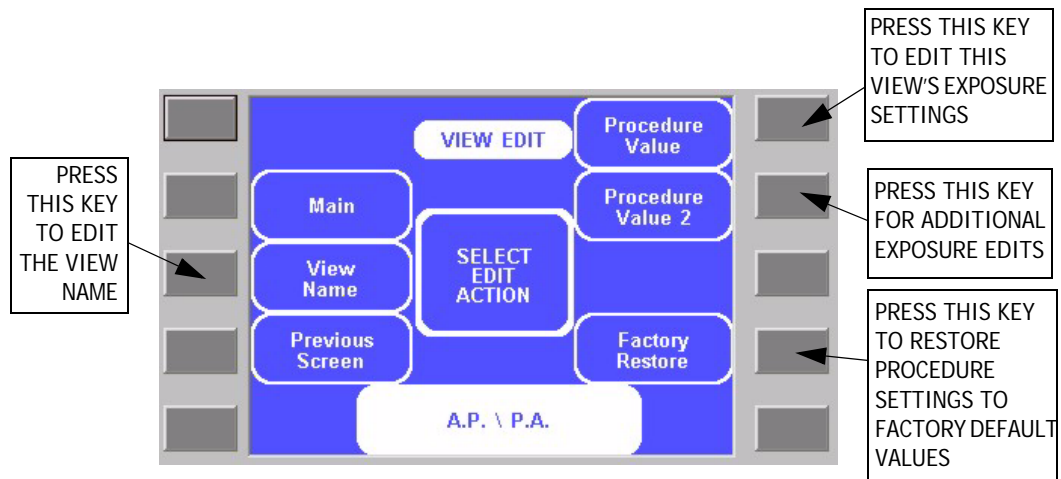 PRESS THIS KEY
TO EDIT THIS
VIEW'S EXPOSURE
SETTINGS
VIEW EDIT
Procedure
Value
PRESS
THIS KEY
TO EDIT
THE VIEW
NAME
Main
Procedure
Value 2
PRESS THIS KEY
FOR ADDITIONAL
EXPOSURE EDITS
View
Name
SELECT
EDIT
ACTION
Previous
Screen
Factory
Restore
PRESS THIS KEY
TO RESTORE
PROCEDURE
SETTINGS TO
FACTORY DEFAULT
VALUES
A.P. \ P.A.